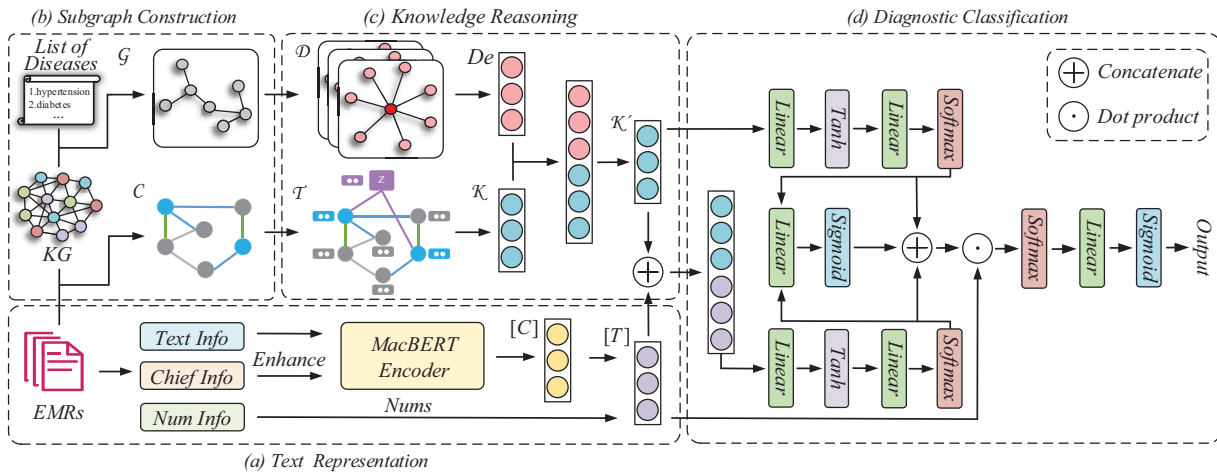 (b) Subgraph Construction
(c) Knowledge Reasoning
(d) Diagnostic Classification
List of
Diseases
1.hypertension
2.diabetes
...
G
KG
C
D
De
T
Z
K
K′
Linear
Tanh
Linear
Softmax
Linear
Sigmoid
Linear
Tanh
Linear
Softmax
Softmax
Linear
Sigmoid
Output
Concatenate
Dot product
EMRs
Text Info
Chief Info
Num Info
Enhance
MacBERT
Encoder
Nums
[C]
[T]
(a) Text Representation